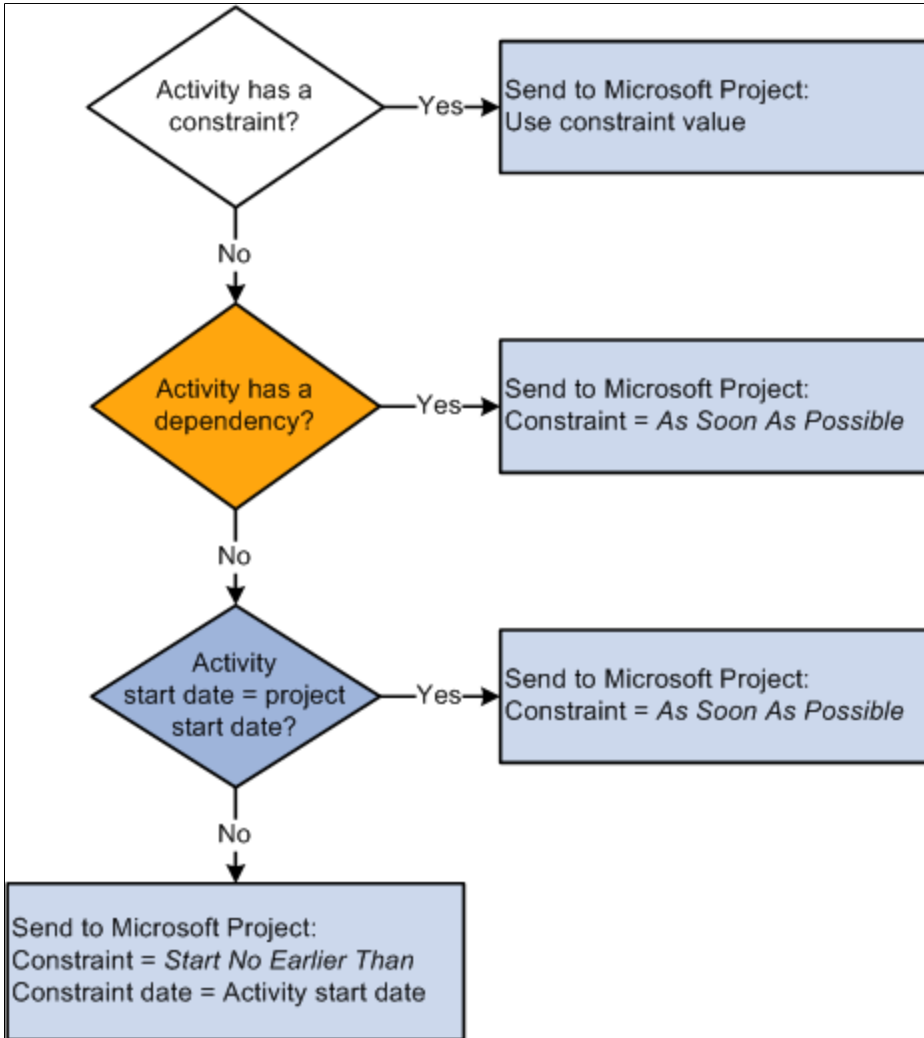 Activity has a
constraint?
Yes
Send to Microsoft Project:
Use constraint value
No
Activity has a
dependency?
Yes
Send to Microsoft Project:
Constraint = As Soon As Possible
No
Activity
start date = project
start date?
Yes
Send to Microsoft Project:
Constraint = As Soon As Possible
No
Send to Microsoft Project:
Constraint = Start No Earlier Than
Constraint date = Activity start date